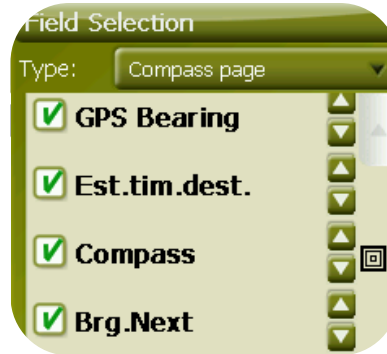 Field Selection
Type: Compass page
GPS Bearing
Est.tim.dest.
Compass
Brg.Next